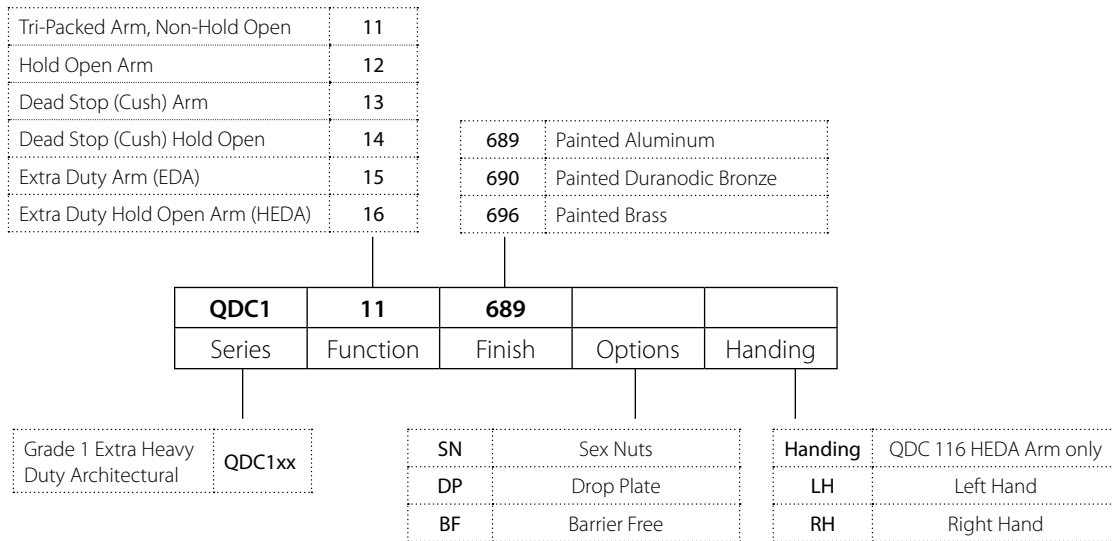 Tri-Packed Arm, Non-Hold Open 11
Hold Open Arm 12
Dead Stop (Cush) Arm 13
Dead Stop (Cush) Hold Open 14
Extra Duty Arm (EDA) 15
Extra Duty Hold Open Arm (HEDA) 16
689 Painted Aluminum
690 Painted Duranodic Bronze
696 Painted Brass
QDC1 11 689
Series Function Finish Options Handing
Grade 1 Extra Heavy
Duty Architectural
QDC1xx
SN Sex Nuts
DP Drop Plate
BF Barrier Free
Handing QDC 116 HEDA Arm only
LH Left Hand
RH Right Hand